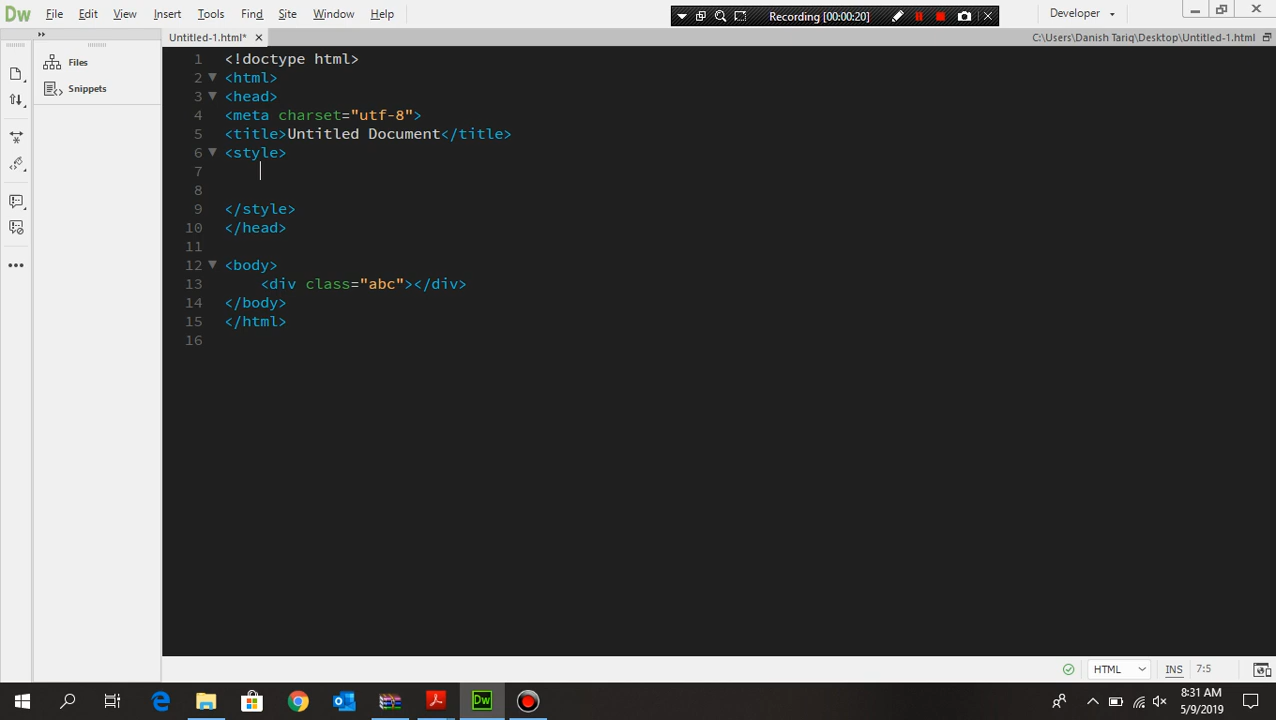 Dw File Edit View Insert Tools Find Site Window Help
Recording [00:00:20]
Developer
Untitled-1.html*
C:\Users\Danish Tariq\Desktop\Untitled-1.html
Files
Snippets
1 <!doctype html>
2 <html>
3 <head>
4 <meta charset="utf-8">
5 <title>Untitled Document</title>
6 <style>
7
8
9 </style>
10 </head>
11
12 <body>
13 <div class="abc"></div>
14 </body>
15 </html>
16
HTML INS 7:5
Dw
8:31 AM
5/9/2019